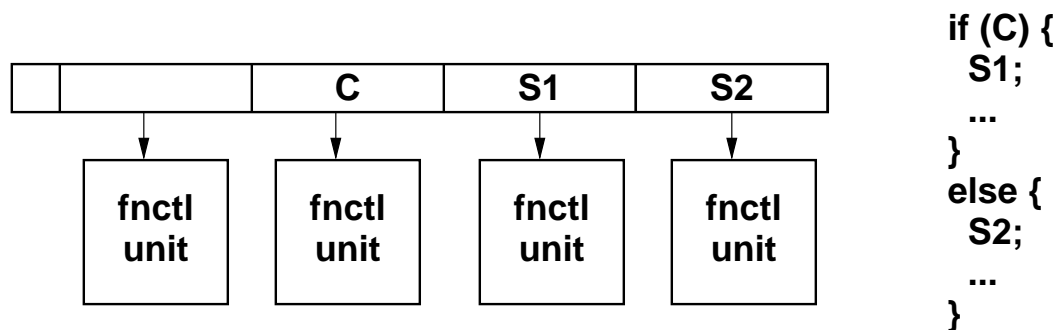 C S1 S2
fnctl fnctl fnctl fnctl
unit unit unit unit
if (C) {
S1;
...
}
else {
S2;
...
}